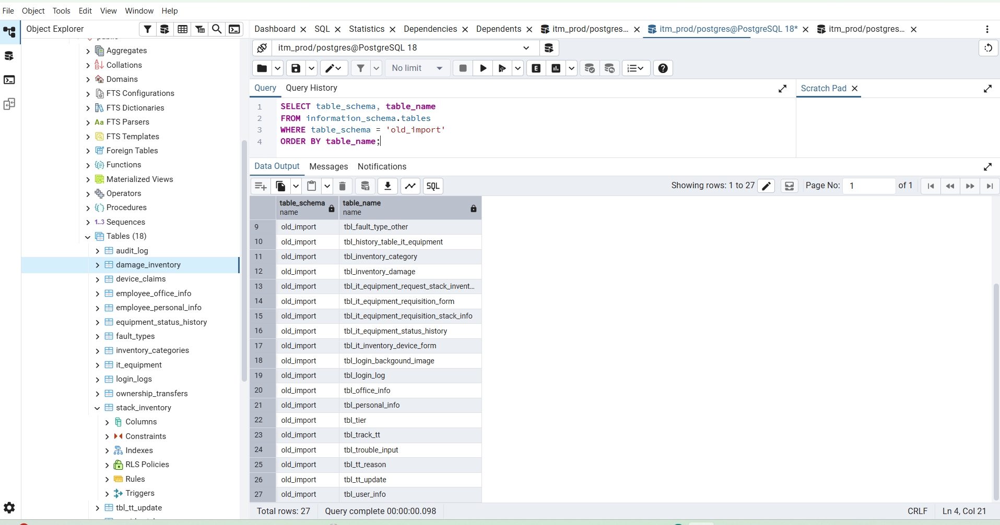 File Object Tools Edit View Window Help
Object Explorer
Aggregates
Collations
Domains
FTS Configurations
FTS Dictionaries
Aa FTS Parsers
FTS Templates
Foreign Tables
Functions
Materialized Views
Operators
Procedures
1..3 Sequences
Tables (18)
audit_log
damage_inventory
device_claims
employee_office_info
employee_personal_info
equipment_status_history
fault_types
inventory_categories
it_equipment
login_logs
ownership_transfers
stack_inventory
Columns
Constraints
Indexes
RLS Policies
Rules
Triggers
tbl_tt_update
Dashboard SQL Statistics Dependencies Dependents itm_prod/postgres... itm_prod/postgres@PostgreSQL 18* itm_prod/postgres...
itm_prod/postgres@PostgreSQL 18
No limit E
Query Query History
Scratch Pad
1 SELECT table_schema, table_name
2 FROM information_schema.tables
3 WHERE table_schema = 'old_import'
4 ORDER BY table_name;
Data Output Messages Notifications
SQL Showing rows: 1 to 27 Page No: 1 of 1
table_schema table_name
name name
9 old_import tbl_fault_type_other
10 old_import tbl_history_table_it_equipment
11 old_import tbl_inventory_category
12 old_import tbl_inventory_damage
13 old_import tbl_it_equipment_request_stack_invent...
14 old_import tbl_it_equipment_requisition_form
15 old_import tbl_it_equipment_requisition_stack_info
16 old_import tbl_it_equipment_status_history
17 old_import tbl_it_inventory_device_form
18 old_import tbl_login_backgound_image
19 old_import tbl_login_log
20 old_import tbl_office_info
21 old_import tbl_personal_info
22 old_import tbl_tier
23 old_import tbl_track_tt
24 old_import tbl_trouble_input
25 old_import tbl_tt_reason
26 old_import tbl_tt_update
27 old_import tbl_user_info
Total rows: 27 Query complete 00:00:00.098 CRLF Ln 4, Col 21